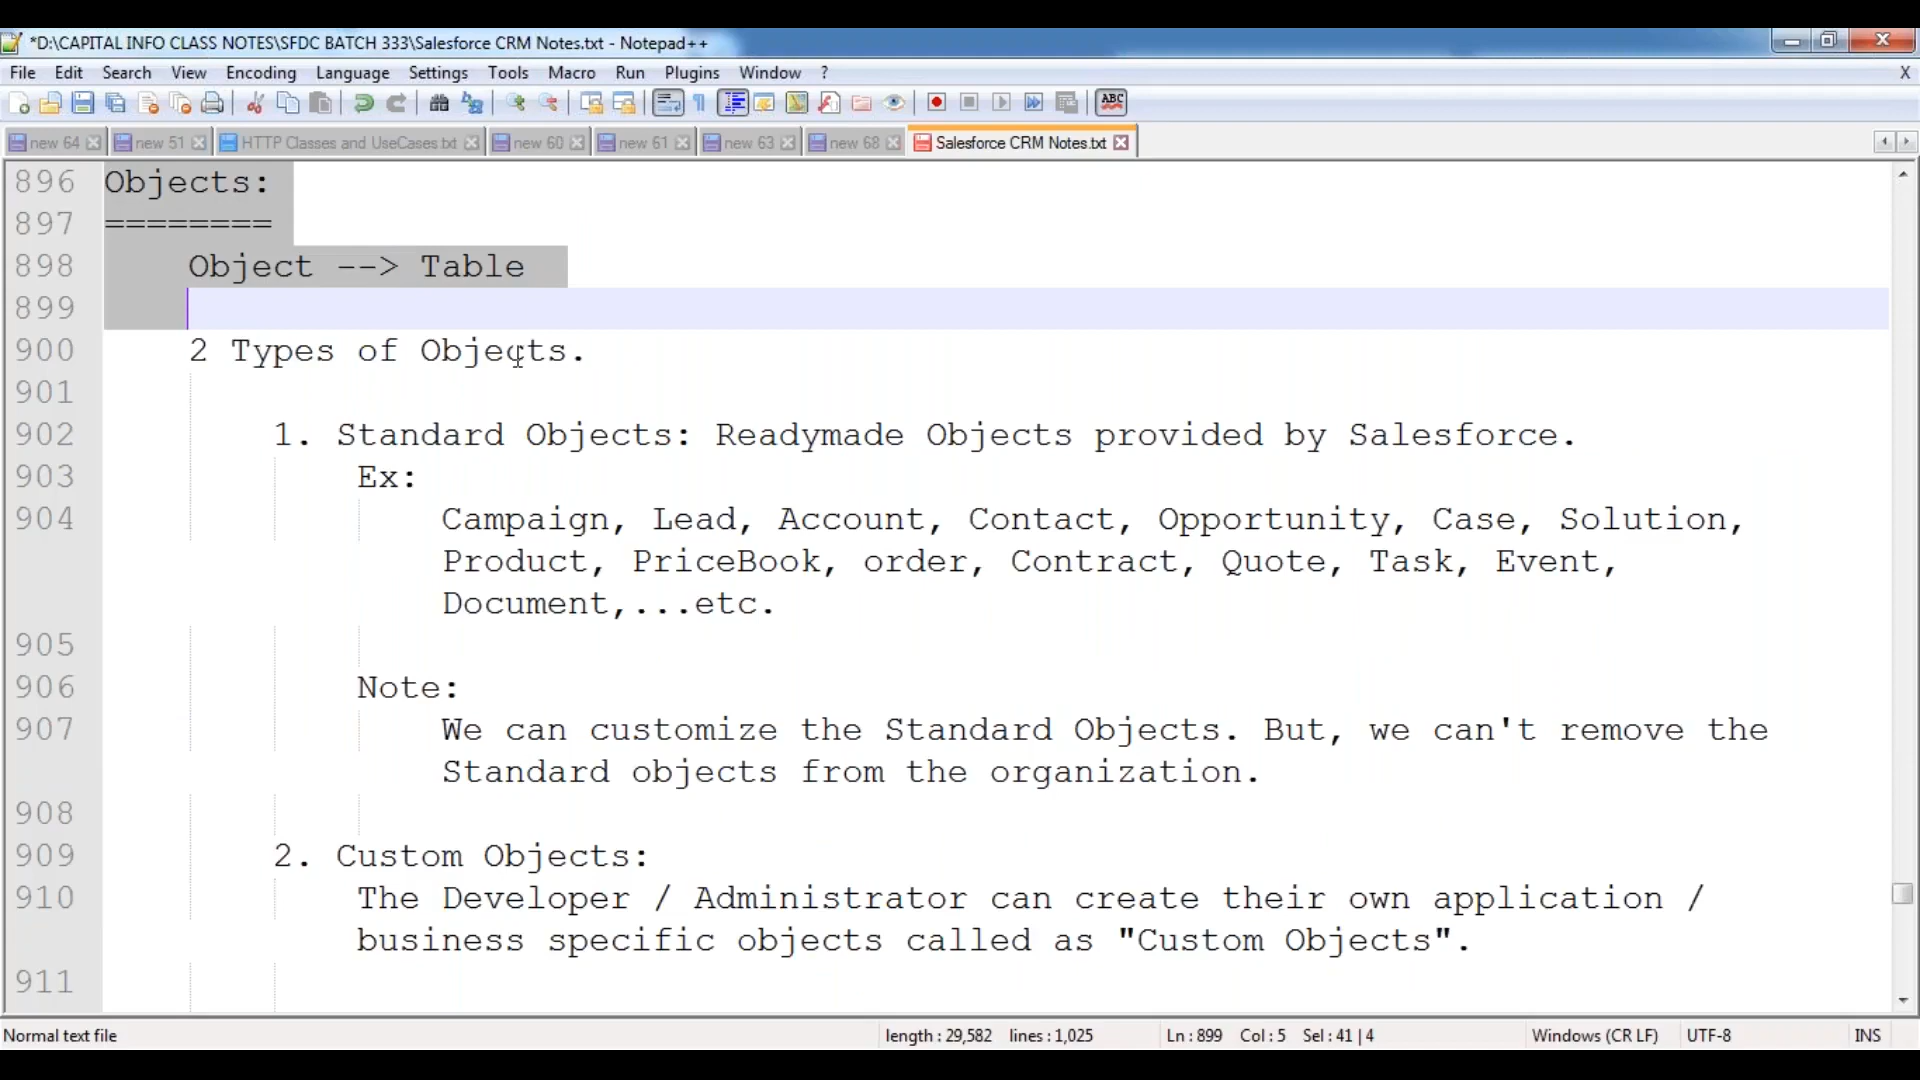 *D:\CAPITAL INFO CLASS NOTES\SFDC BATCH 333\Salesforce CRM Notes.txt - Notepad++
File Edit Search View Encoding Language Settings Tools Macro Run Plugins Window ? X
ABC
new 64 new 51 HTTP Classes and UseCases.txt new 60 new 61 new 63 new 68 Salesforce CRM Notes.txt
896 Objects:
897 ========
898 Object --> Table
899
900 2 Types of Objects.
901
902 1. Standard Objects: Readymade Objects provided by Salesforce.
903 Ex:
904 Campaign, Lead, Account, Contact, Opportunity, Case, Solution,
Product, PriceBook, order, Contract, Quote, Task, Event,
Document,...etc.
905
906 Note:
907 We can customize the Standard Objects. But, we can't remove the
Standard objects from the organization.
908
909 2. Custom Objects:
910 The Developer / Administrator can create their own application /
business specific objects called as "Custom Objects".
911
Normal text file length : 29,582 lines : 1,025 Ln : 899 Col : 5 Sel : 41 | 4 Windows (CR LF) UTF-8 INS